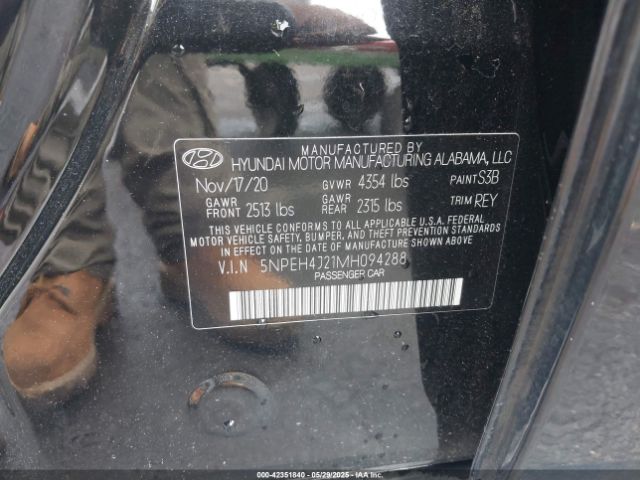 MANUFACTURED BY
HYUNDAI MOTOR MANUFACTURING ALABAMA, LLC
Nov/17/20 GVWR 4354 lbs PAINT S3B
GAWR FRONT 2513 lbs GAWR REAR 2315 lbs TRIM REY
THIS VEHICLE CONFORMS TO ALL APPLICABLE U.S.A. FEDERAL
MOTOR VEHICLE SAFETY, BUMPER, AND THEFT PREVENTION STANDARDS
IN EFFECT ON THE DATE OF MANUFACTURE SHOWN ABOVE.
V.I.N 5NPEH4J21MH094288
PASSENGER CAR
000-42351840 - 05/29/2025 - IAAI.COM